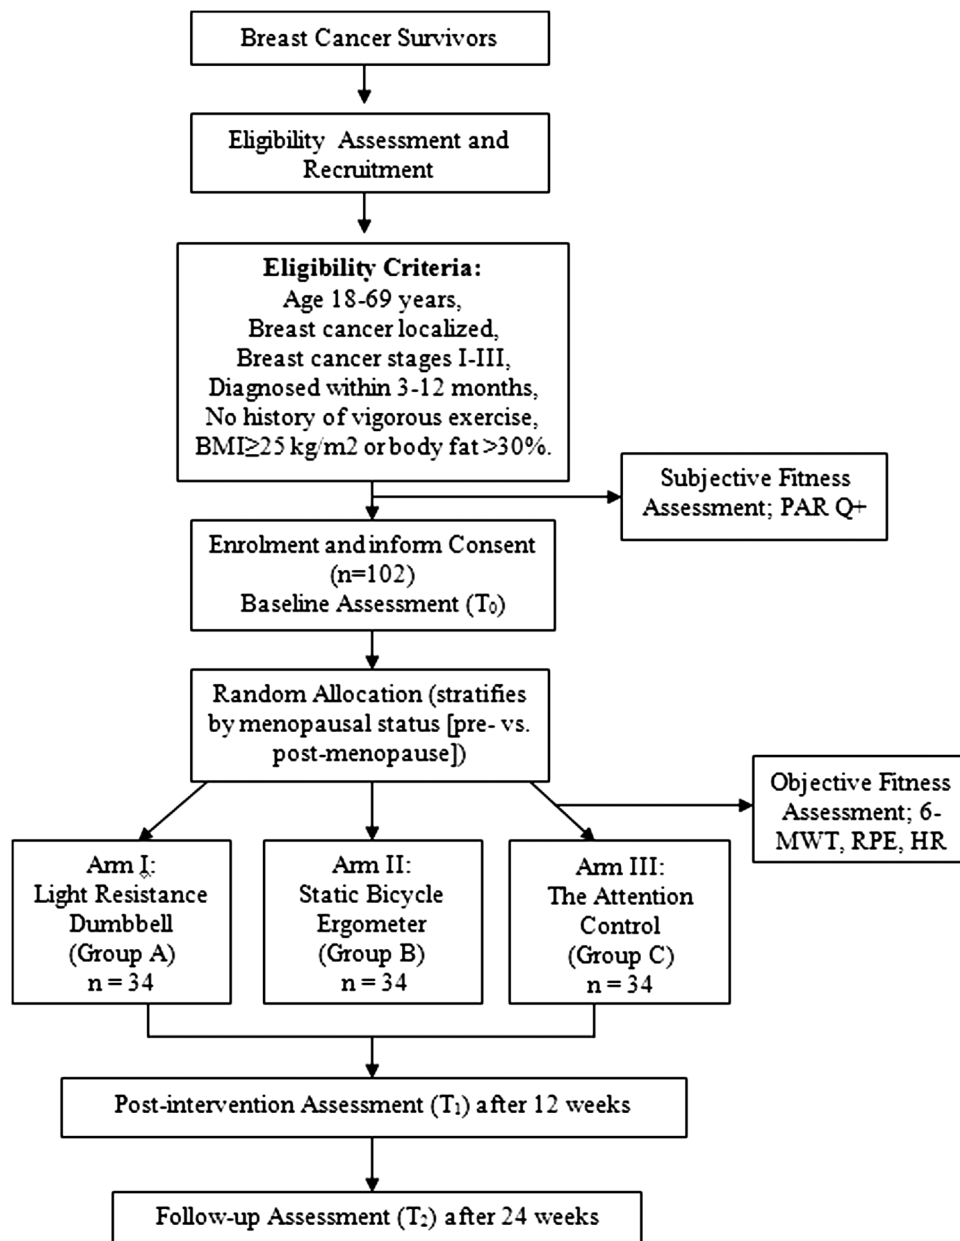 Breast Cancer Survivors
Eligibility Assessment and
Recruitment
Eligibility Criteria:
Age 18-69 years,
Breast cancer localized,
Breast cancer stages I-III,
Diagnosed within 3-12 months,
No history of vigorous exercise,
BMI≥25 kg/m2 or body fat >30%.
Subjective Fitness
Assessment; PAR Q+
Enrolment and inform Consent
(n=102)
Baseline Assessment (T₀)
Random Allocation (stratifies
by menopausal status [pre- vs.
post-menopause])
Objective Fitness
Assessment; 6-
MWT, RPE, HR
Arm I:
Light Resistance
Dumbbell
(Group A)
n = 34
Arm II:
Static Bicycle
Ergometer
(Group B)
n = 34
Arm III:
The Attention
Control
(Group C)
n = 34
Post-intervention Assessment (T₁) after 12 weeks
Follow-up Assessment (T₂) after 24 weeks